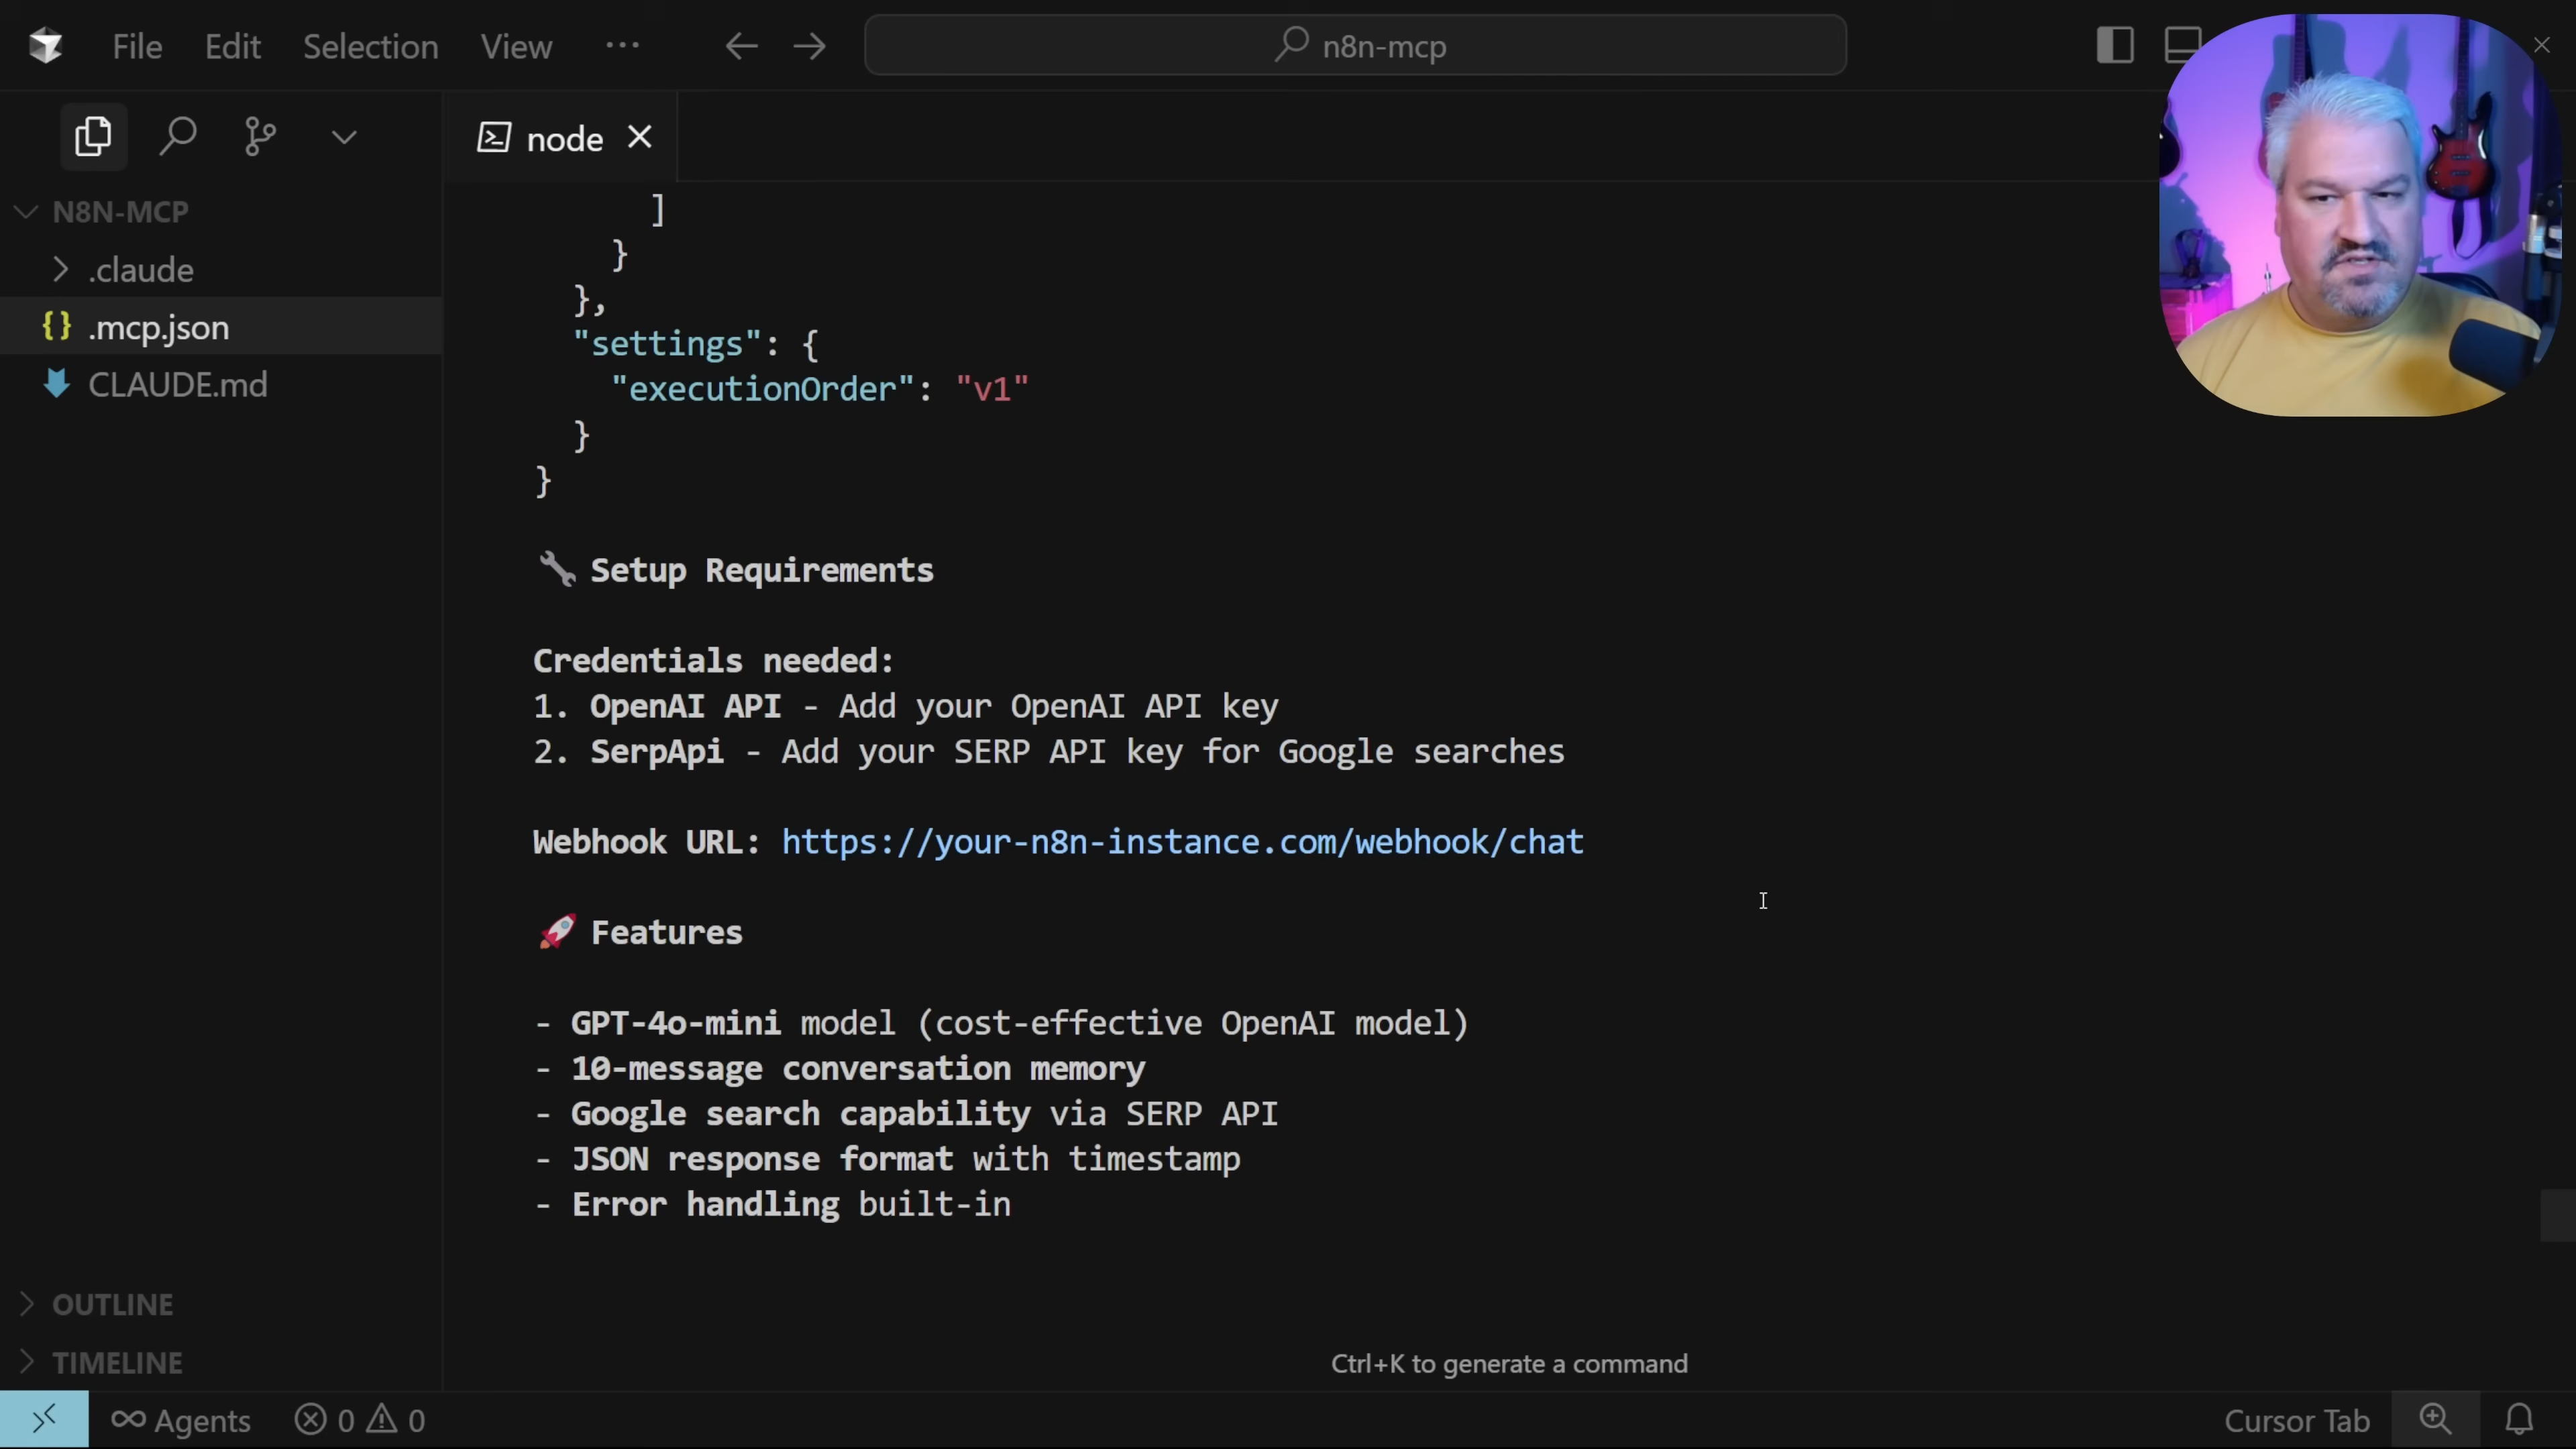 File Edit Selection View ··· n8n-mcp
node
N8N-MCP
.claude
{} .mcp.json
CLAUDE.md
]
}
},
"settings": {
"executionOrder": "v1"
}
}
🔧 Setup Requirements
Credentials needed:
1. OpenAI API - Add your OpenAI API key
2. SerpApi - Add your SERP API key for Google searches
Webhook URL: https://your-n8n-instance.com/webhook/chat
🚀 Features
- GPT-4o-mini model (cost-effective OpenAI model)
- 10-message conversation memory
- Google search capability via SERP API
- JSON response format with timestamp
- Error handling built-in
OUTLINE
TIMELINE
Ctrl+K to generate a command
Agents 0 0 Cursor Tab